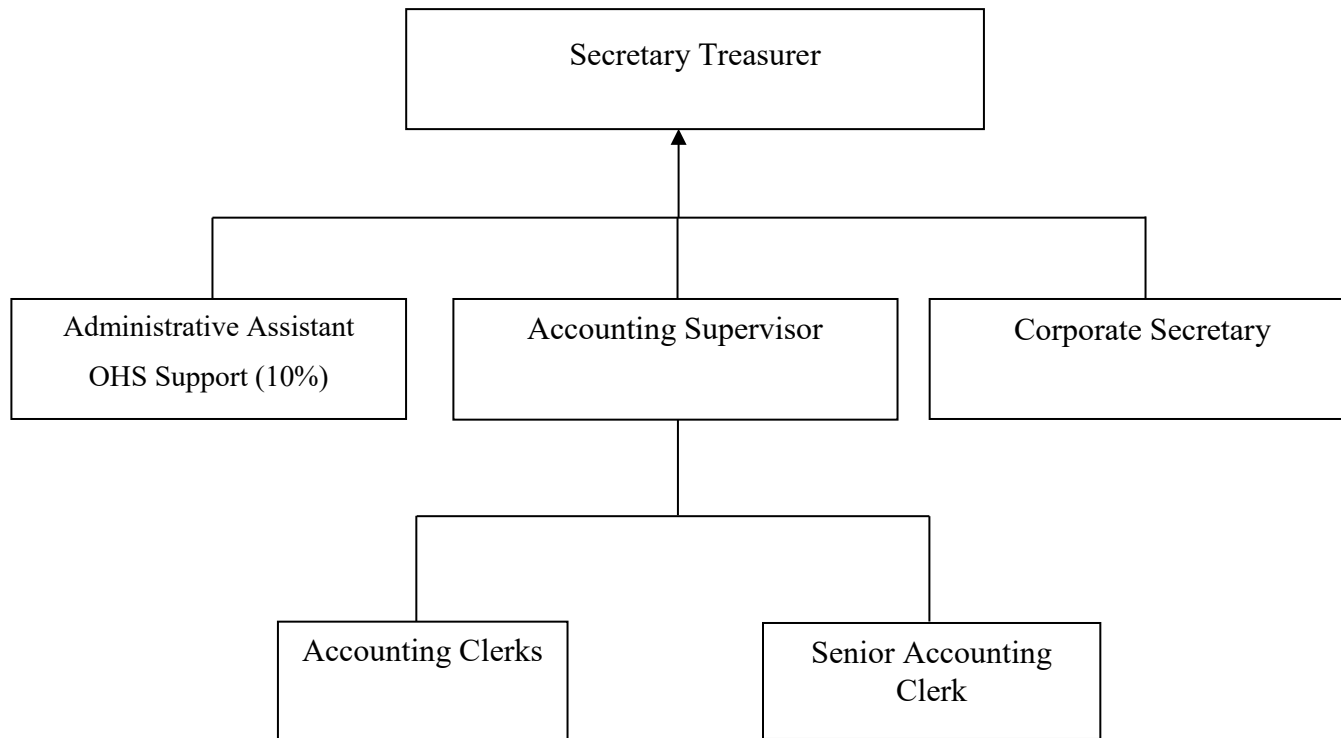 Secretary Treasurer
Administrative Assistant
OHS Support (10%)
Accounting Supervisor
Corporate Secretary
Accounting Clerks
Senior Accounting
Clerk